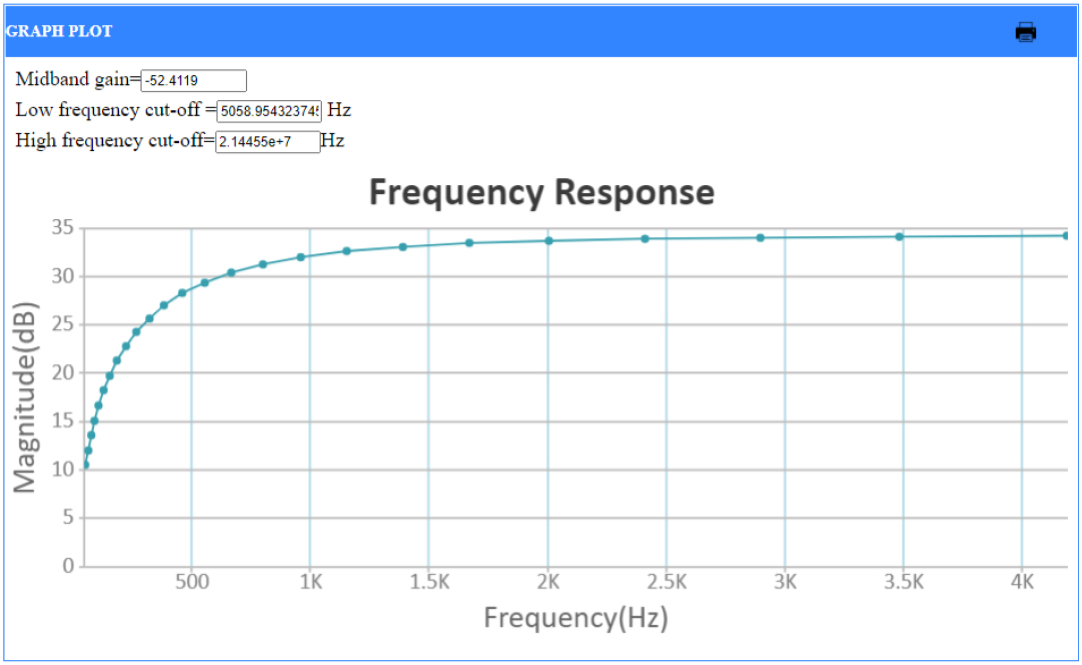 GRAPH PLOT
Midband gain=-52.4119
Low frequency cut-off =5058.95432374 Hz
High frequency cut-off=2.14455e+7 Hz
Frequency Response
Magnitude(dB)
35
30
25
20
15
10
5
0
500 1K 1.5K 2K 2.5K 3K 3.5K 4K
Frequency(Hz)